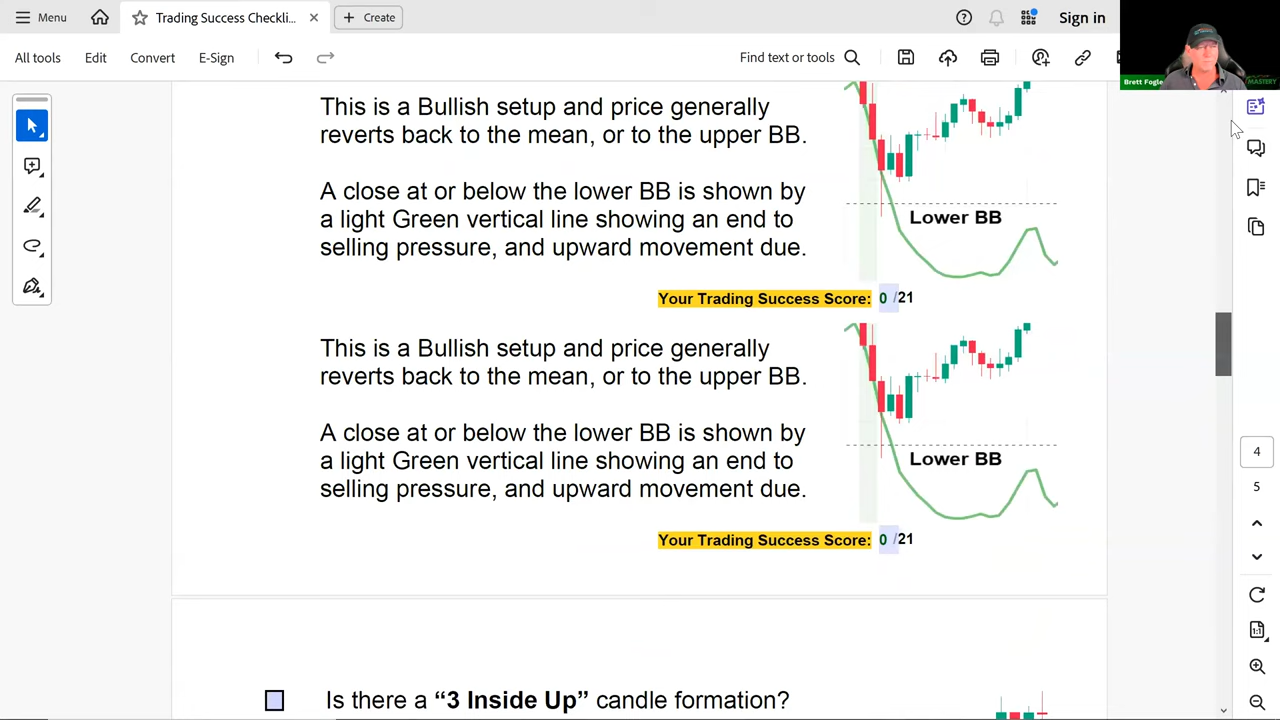 Menu
Trading Success Checkli...
Create
Sign in
All tools
Edit
Convert
E-Sign
Find text or tools
Brett Fogle
MASTERY
This is a Bullish setup and price generally
reverts back to the mean, or to the upper BB.
A close at or below the lower BB is shown by
a light Green vertical line showing an end to
selling pressure, and upward movement due.
Lower BB
Your Trading Success Score: 0 /21
This is a Bullish setup and price generally
reverts back to the mean, or to the upper BB.
A close at or below the lower BB is shown by
a light Green vertical line showing an end to
selling pressure, and upward movement due.
Lower BB
Your Trading Success Score: 0 /21
4
5
1:1
Is there a “3 Inside Up” candle formation?